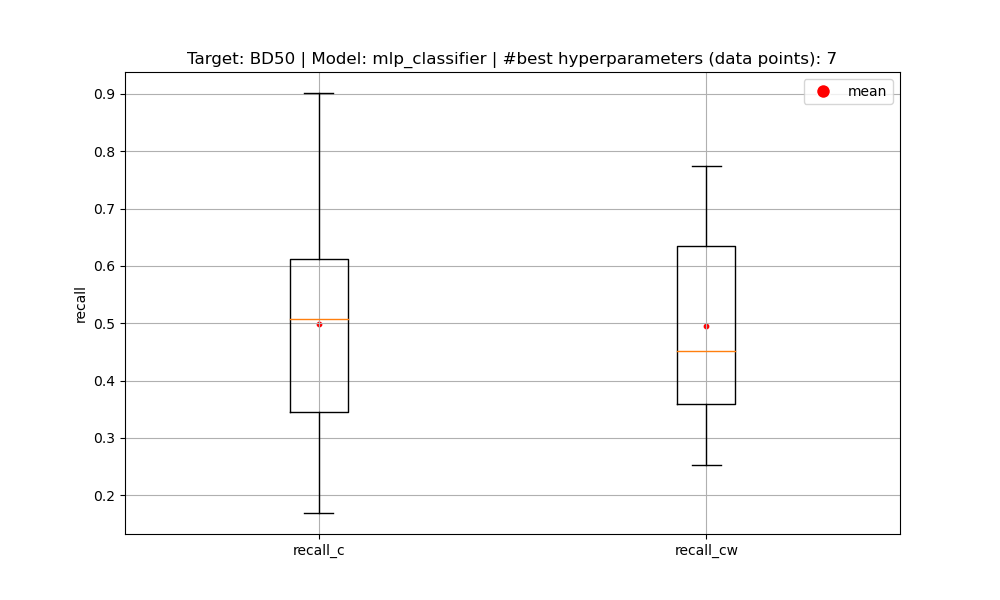 Target: BD50 | Model: mlp_classifier | #best hyperparameters (data points): 7
mean
0.9
0.8
0.7
0.6
0.5
0.4
0.3
0.2
recall
recall_c
recall_cw